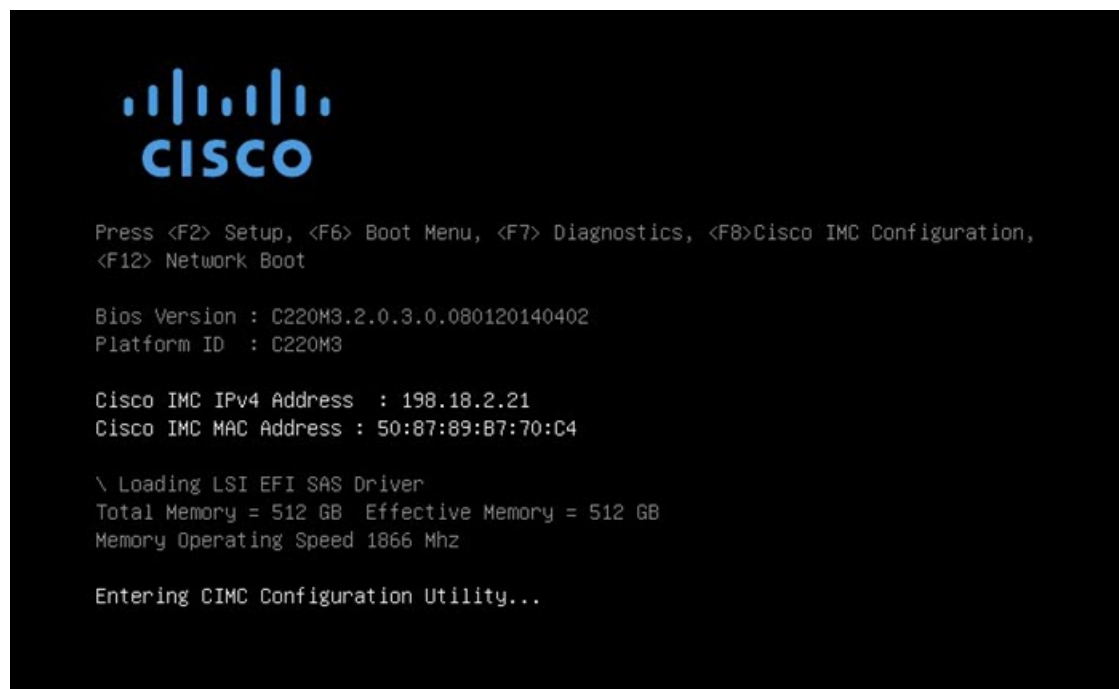 CISCO
Press <F2> Setup, <F6> Boot Menu, <F7> Diagnostics, <F8>Cisco IMC Configuration,
<F12> Network Boot
Bios Version : C220M3.2.0.3.0.080120140402
Platform ID  : C220M3
Cisco IMC IPv4 Address  : 198.18.2.21
Cisco IMC MAC Address : 50:87:89:B7:70:C4
\ Loading LSI EFI SAS Driver
Total Memory = 512 GB  Effective Memory = 512 GB
Memory Operating Speed 1866 Mhz
Entering CIMC Configuration Utility...